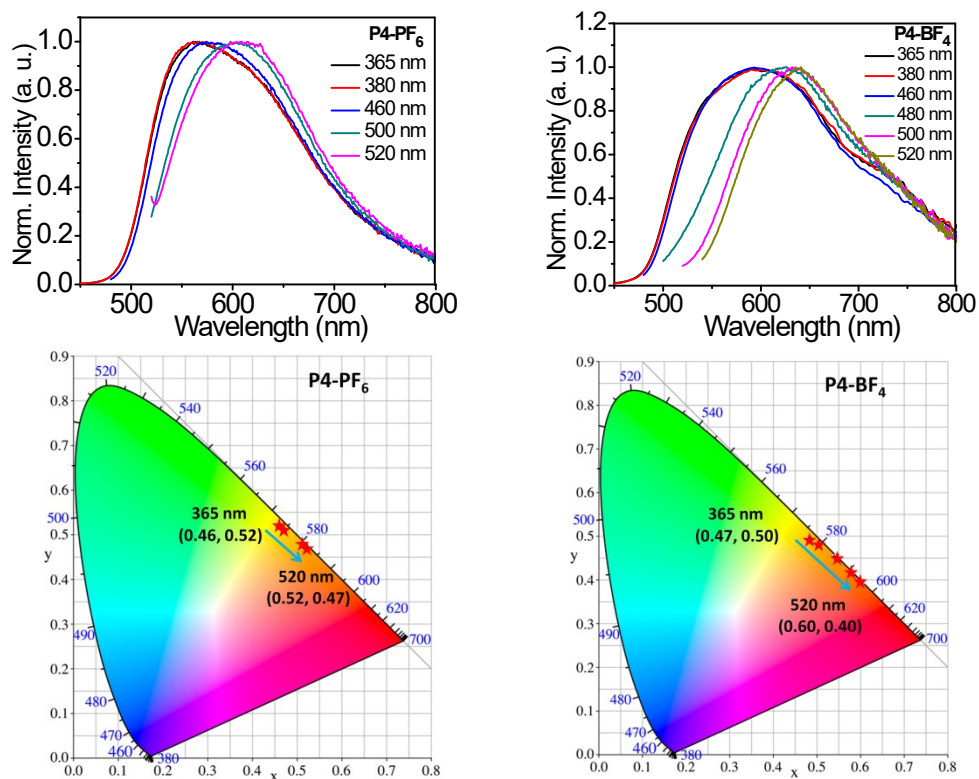 P4-PF6
365 nm
380 nm
460 nm
500 nm
520 nm
Norm. Intensity (a. u.)
1.0
0.8
0.6
0.4
0.2
0.0
500 600 700 800
Wavelength (nm)
P4-BF4
365 nm
380 nm
460 nm
480 nm
500 nm
520 nm
Norm. Intensity (a. u.)
1.2
1.0
0.8
0.6
0.4
0.2
0.0
500 600 700 800
Wavelength (nm)
P4-PF6
0.9
0.8
0.7
0.6
0.5
y
0.4
0.3
0.2
0.1
0.0
520
540
560
580
600
620
700
500
490
480
470
460
380
365 nm
(0.46, 0.52)
520 nm
(0.52, 0.47)
0.0 0.1 0.2 0.3 0.4 0.5 0.6 0.7 0.8
x
P4-BF4
0.9
0.8
0.7
0.6
0.5
y
0.4
0.3
0.2
0.1
0.0
520
540
560
580
600
620
700
500
490
480
470
460
380
365 nm
(0.47, 0.50)
520 nm
(0.60, 0.40)
0.0 0.1 0.2 0.3 0.4 0.5 0.6 0.7 0.8
x